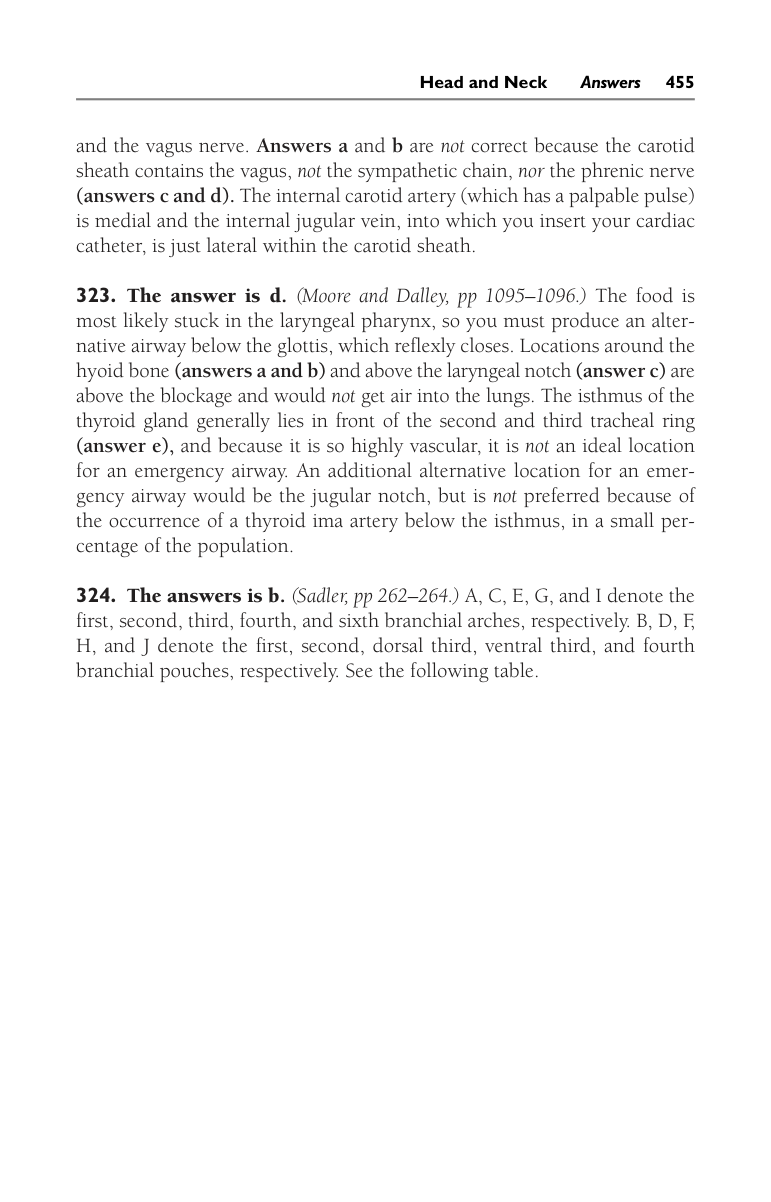 Head and Neck Answers 455
and the vagus nerve. Answers a and b are not correct because the carotid
sheath contains the vagus, not the sympathetic chain, nor the phrenic nerve
(answers c and d). The internal carotid artery (which has a palpable pulse)
is medial and the internal jugular vein, into which you insert your cardiac
catheter, is just lateral within the carotid sheath.
323. The answer is d. (Moore and Dalley, pp 1095–1096.) The food is
most likely stuck in the laryngeal pharynx, so you must produce an alter-
native airway below the glottis, which reflexly closes. Locations around the
hyoid bone (answers a and b) and above the laryngeal notch (answer c) are
above the blockage and would not get air into the lungs. The isthmus of the
thyroid gland generally lies in front of the second and third tracheal ring
(answer e), and because it is so highly vascular, it is not an ideal location
for an emergency airway. An additional alternative location for an emer-
gency airway would be the jugular notch, but is not preferred because of
the occurrence of a thyroid ima artery below the isthmus, in a small per-
centage of the population.
324. The answers is b. (Sadler, pp 262–264.) A, C, E, G, and I denote the
first, second, third, fourth, and sixth branchial arches, respectively. B, D, F,
H, and J denote the first, second, dorsal third, ventral third, and fourth
branchial pouches, respectively. See the following table.